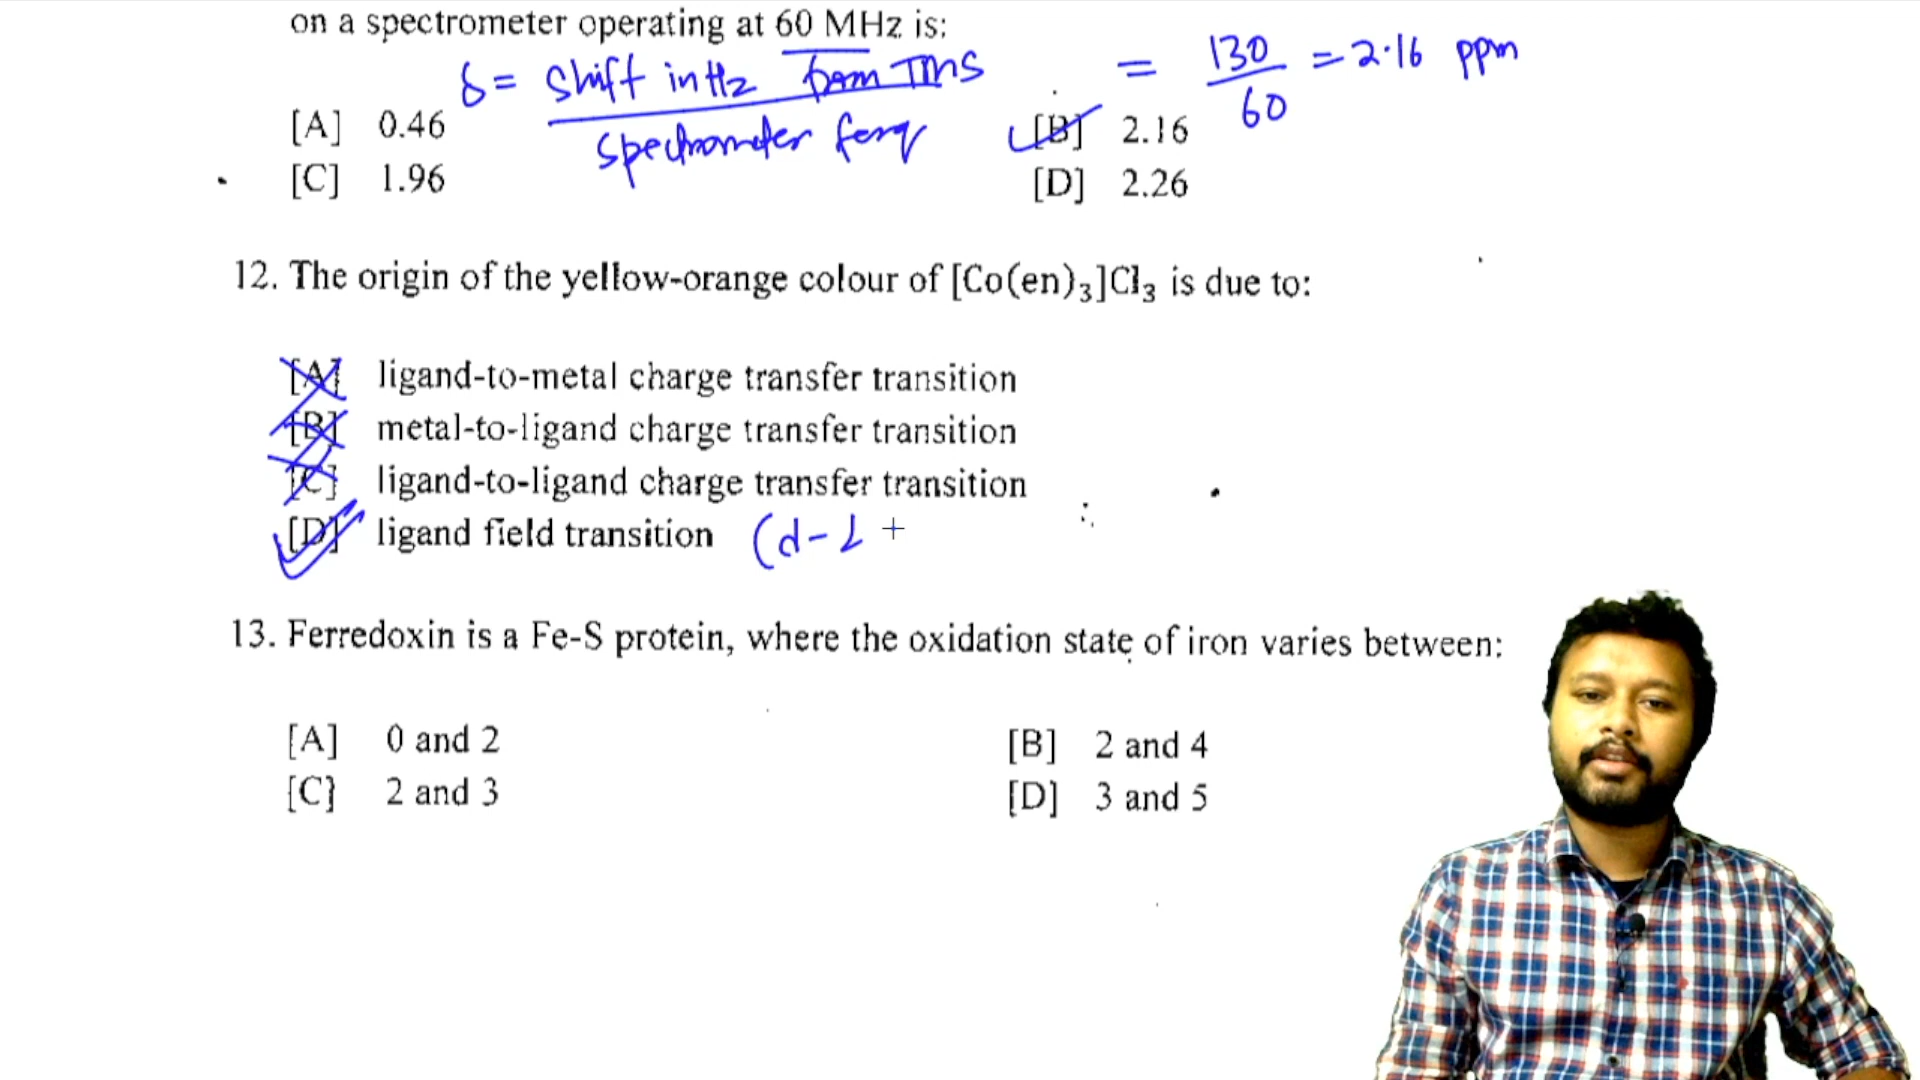 on a spectrometer operating at 60 MHz is:
δ = Shift in Hz from TMS / Spectrometer ferq = 130 / 60 = 2.16 ppm
[A] 0.46 [B] 2.16
[C] 1.96 [D] 2.26
12. The origin of the yellow-orange colour of [Co(en)₃]Cl₃ is due to:
[A] ligand-to-metal charge transfer transition
[B] metal-to-ligand charge transfer transition
[C] ligand-to-ligand charge transfer transition
[D] ligand field transition (d-
13. Ferredoxin is a Fe-S protein, where the oxidation state of iron varies between:
[A] 0 and 2 [B] 2 and 4
[C] 2 and 3 [D] 3 and 5